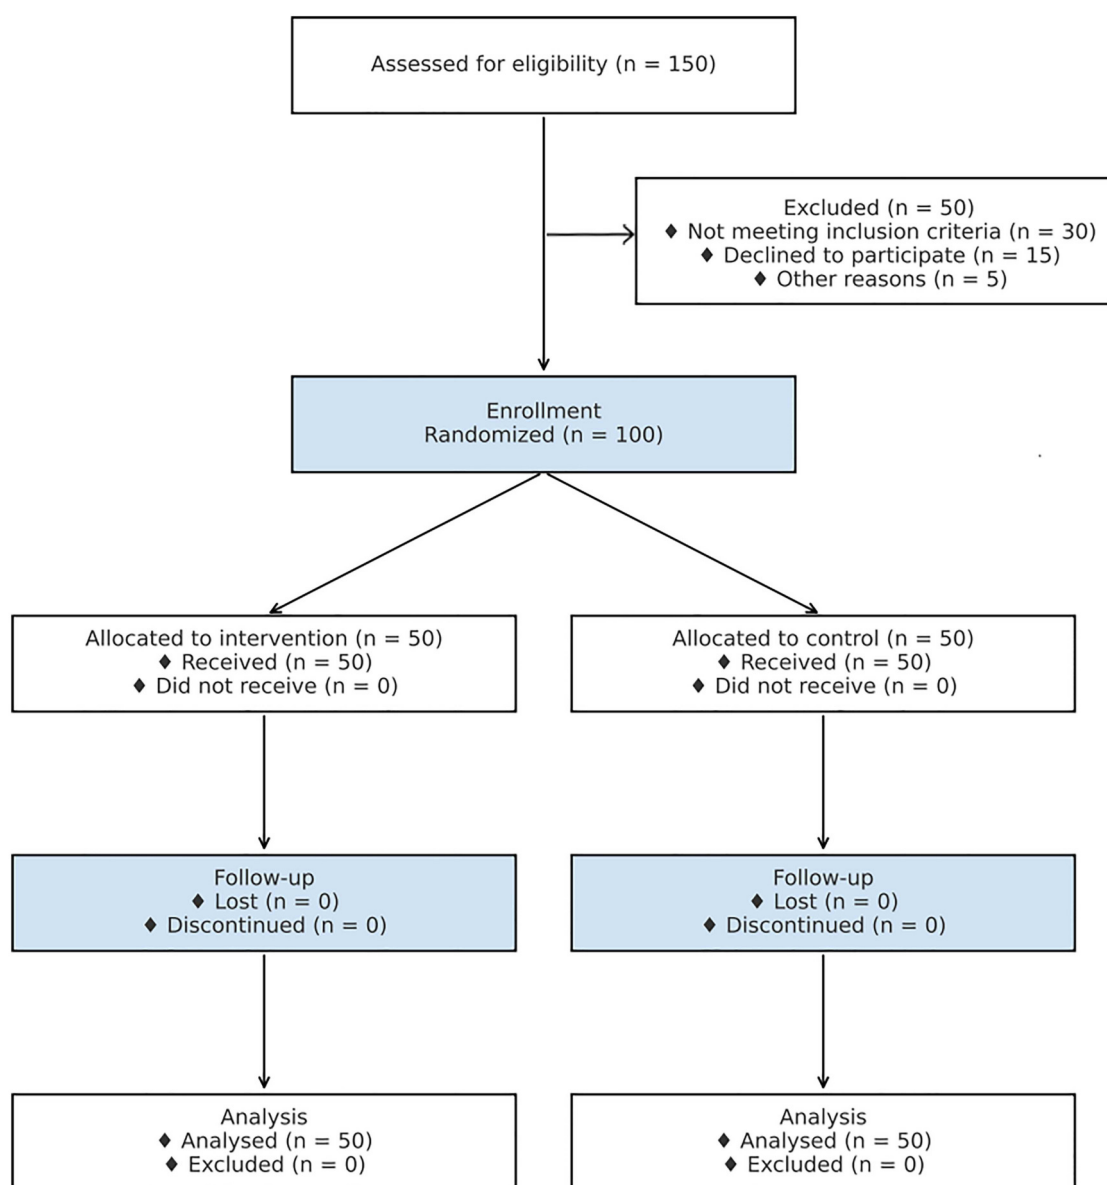 Assessed for eligibility (n = 150)
Excluded (n = 50)
♦ Not meeting inclusion criteria (n = 30)
♦ Declined to participate (n = 15)
♦ Other reasons (n = 5)
Enrollment
Randomized (n = 100)
Allocated to intervention (n = 50)
♦ Received (n = 50)
♦ Did not receive (n = 0)
Allocated to control (n = 50)
♦ Received (n = 50)
♦ Did not receive (n = 0)
Follow-up
♦ Lost (n = 0)
♦ Discontinued (n = 0)
Follow-up
♦ Lost (n = 0)
♦ Discontinued (n = 0)
Analysis
♦ Analysed (n = 50)
♦ Excluded (n = 0)
Analysis
♦ Analysed (n = 50)
♦ Excluded (n = 0)